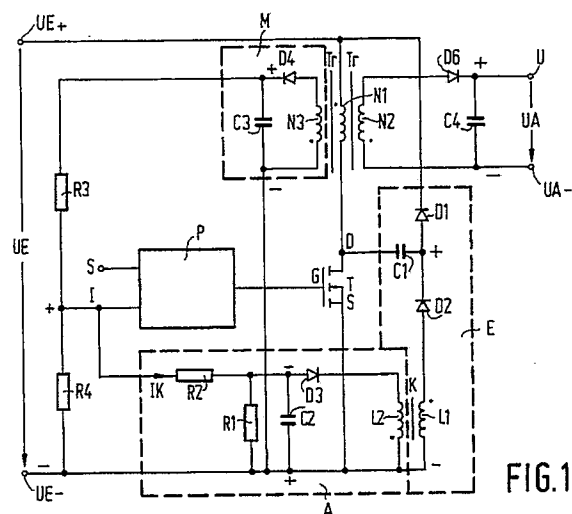 UE+
M
D4
+
Tr
Tr
D6
+
U
N1
C3
N3
N2
C4
UA
-
-
UA-
R3
UE
P
D1
D
S
G
T
C1
+
I
S
D2
+
E
R4
IK
R2
-
D3
K
R1
C2
L2
L1
-
+
-
UE-
A
FIG.1